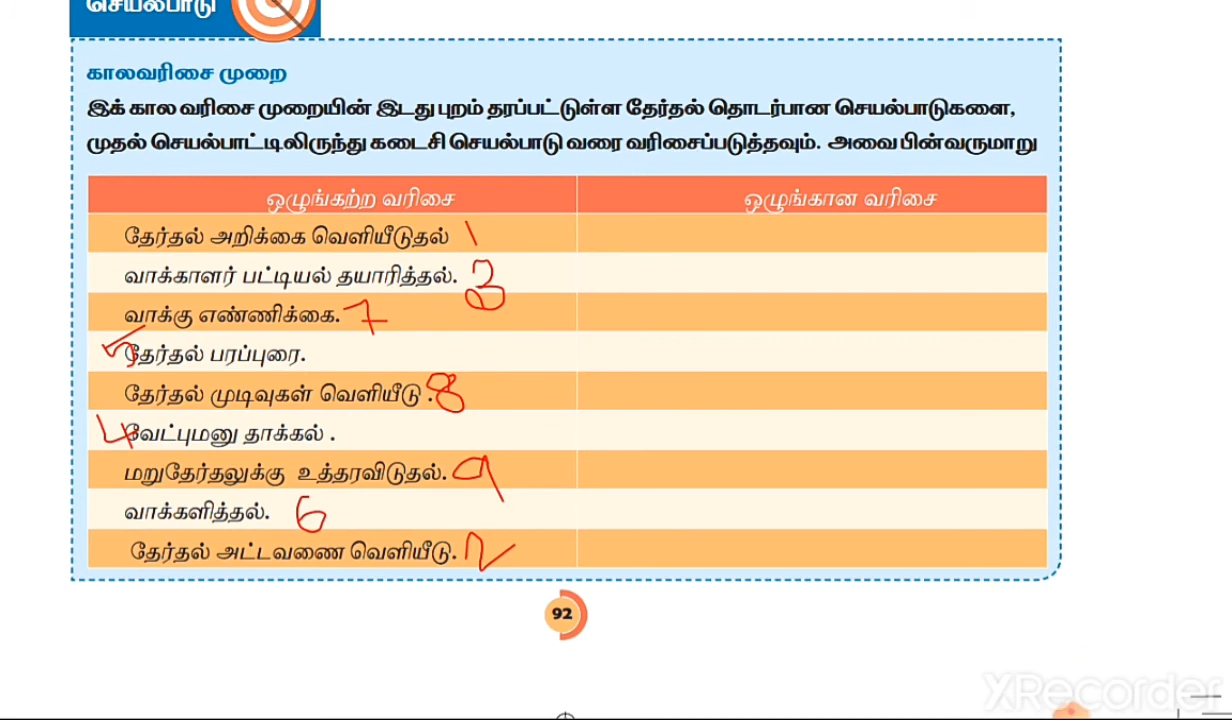 செயல்பாடு
காலவரிசை முறை
இக் கால வரிசை முறையின் இடது புறம் தரப்பட்டுள்ள தேர்தல் தொடர்பான செயல்பாடுகளை,
முதல் செயல்பாட்டிலிருந்து கடைசி செயல்பாடு வரை வரிசைப்படுத்தவும். அவை பின்வருமாறு
ஒழுங்கற்ற வரிசை ஒழுங்கான வரிசை
தேர்தல் அறிக்கை வெளியீடுதல் 1
வாக்காளர் பட்டியல் தயாரித்தல். 3
வாக்கு எண்ணிக்கை. 7
5 தேர்தல் பரப்புரை.
தேர்தல் முடிவுகள் வெளியீடு . 8
4 வேட்புமனு தாக்கல் .
மறுதேர்தலுக்கு உத்தரவிடுதல். 9
வாக்களித்தல். 6
தேர்தல் அட்டவணை வெளியீடு. 2
92
XRecorder